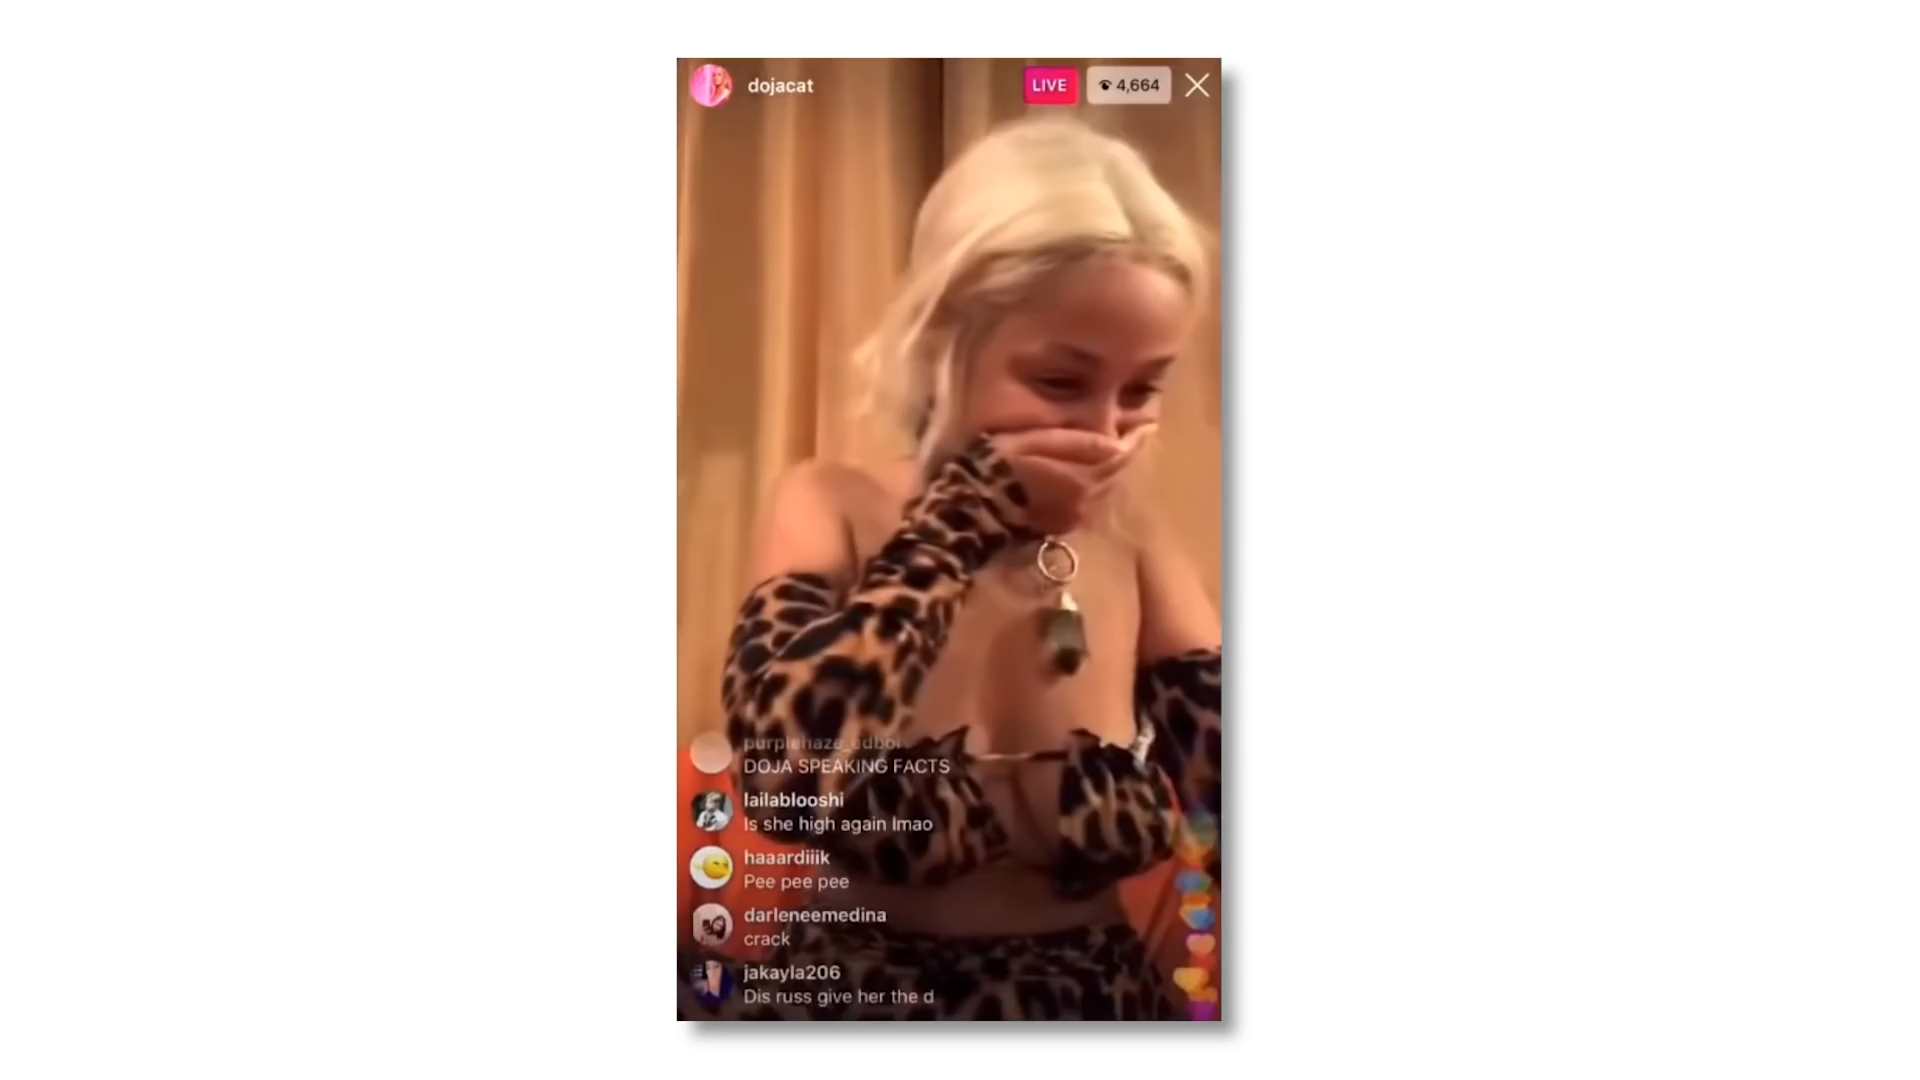 dojacat
LIVE
4,664
DOJA SPEAKING FACTS
lailablooshi
Is she high again lmao
haaardiiik
Pee pee pee
darleneemedina
crack
jakayla206
Dis russ give her the d